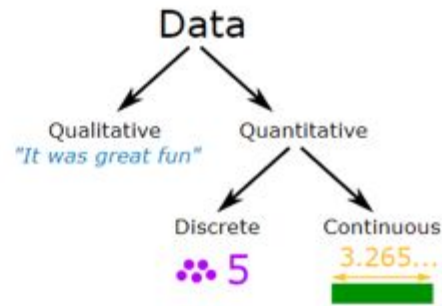 Data
Qualitative Quantitative
"It was great fun"
Discrete Continuous
5 3.265...